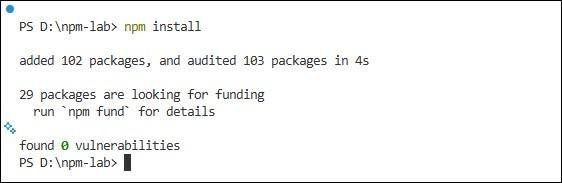 PS D:\npm-lab> npm install
added 102 packages, and audited 103 packages in 4s
29 packages are looking for funding
  run `npm fund` for details
found 0 vulnerabilities
PS D:\npm-lab>